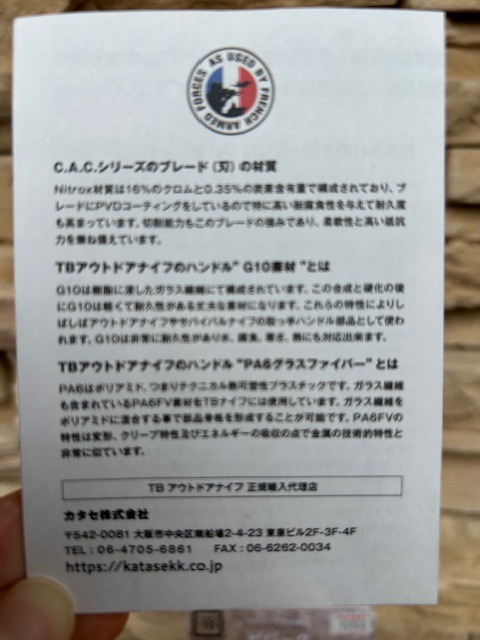 AS USED BY FRENCH ARMED FORCES
C.A.C.シリーズのブレード（刃）の材質
Nitrox材質は16%のクロムと0.35%の炭素含有量で構成されており、ブ
レードにPVDコーティングをしているので特に高い耐腐食性を与えて耐久度
も高まっています。切削能力もこのブレードの強みであり、柔軟性と高い抵抗
力を兼ね備えています。
TBアウトドアナイフのハンドル" G10素材 "とは
G10は樹脂に浸したガラス繊維にて構成されています。この合成と硬化の後
にG10は軽くて耐久性がある丈夫な素材になります。これらの特性によりし
ばしばアウトドアナイフやサバイバルナイフの取っ手ハンドル部品として使わ
れます。G10は非常に耐久性があり水、湿気、寒さ、熱にも対応出来ます。
TBアウトドアナイフのハンドル "PA6グラスファイバー" とは
PA6はポリアミド、つまりテクニカル熱可塑性プラスチックです。ガラス繊維
も含まれているPA6FV素材をTBナイフには使用しています。ガラス繊維を
ポリアミドに混合する事で部品骨格を形成することが可能です。PA6FVの
特性は変形、クリープ特性及びエネルギーの吸収の点で金属の技術的特性と
非常に似ています。
TB アウトドアナイフ 正規輸入代理店
カタセ株式会社
〒542-0081 大阪市中央区南船場2-4-23 東泉ビル2F-3F-4F
TEL：06-4705-6861 FAX：06-6262-0034
https://katasekk.co.jp